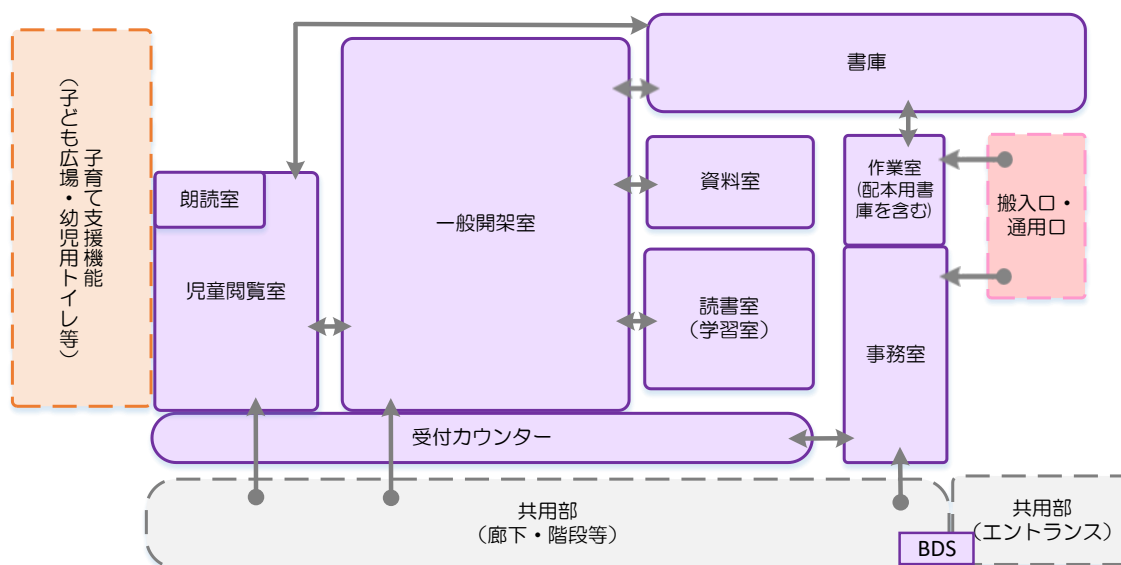 子育て支援機能
（子ども広場・幼児用トイレ等）
朗読室
児童閲覧室
一般開架室
書庫
資料室
読書室
（学習室）
作業室
(配本用書
庫を含む)
搬入口・
通用口
事務室
受付カウンター
共用部
（廊下・階段等）
BDS
共用部
（エントランス）